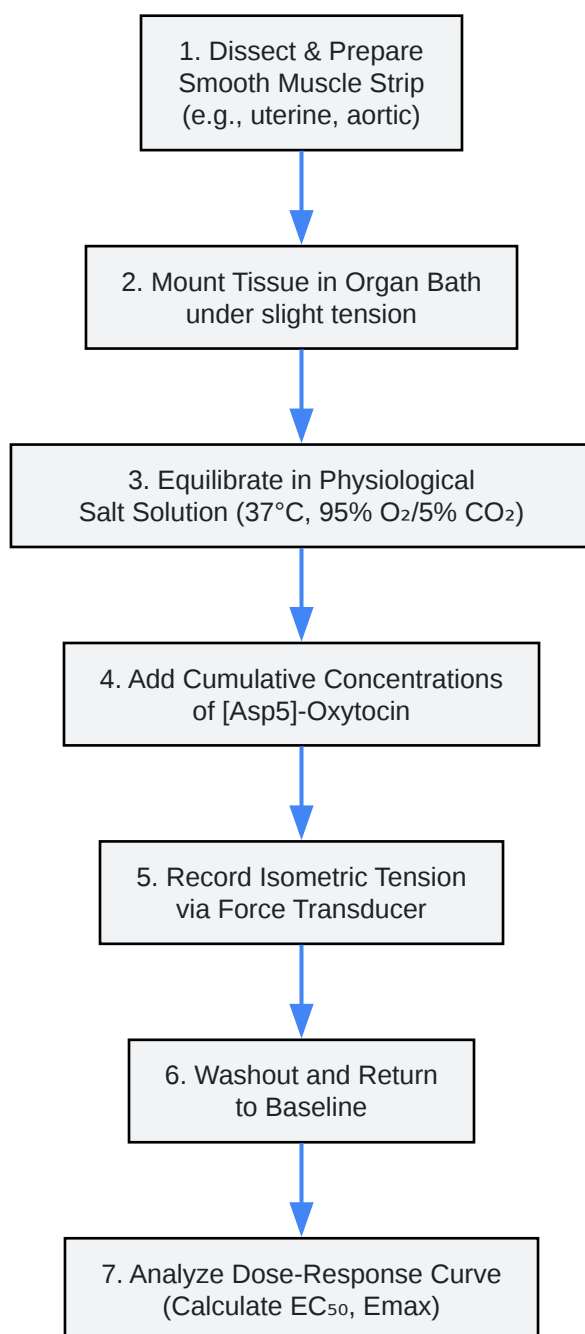 1. Dissect & Prepare
Smooth Muscle Strip
(e.g., uterine, aortic)
2. Mount Tissue in Organ Bath
under slight tension
3. Equilibrate in Physiological
Salt Solution (37°C, 95% O₂/5% CO₂)
4. Add Cumulative Concentrations
of [Asp5]-Oxytocin
5. Record Isometric Tension
via Force Transducer
6. Washout and Return
to Baseline
7. Analyze Dose-Response Curve
(Calculate EC₅₀, Emax)